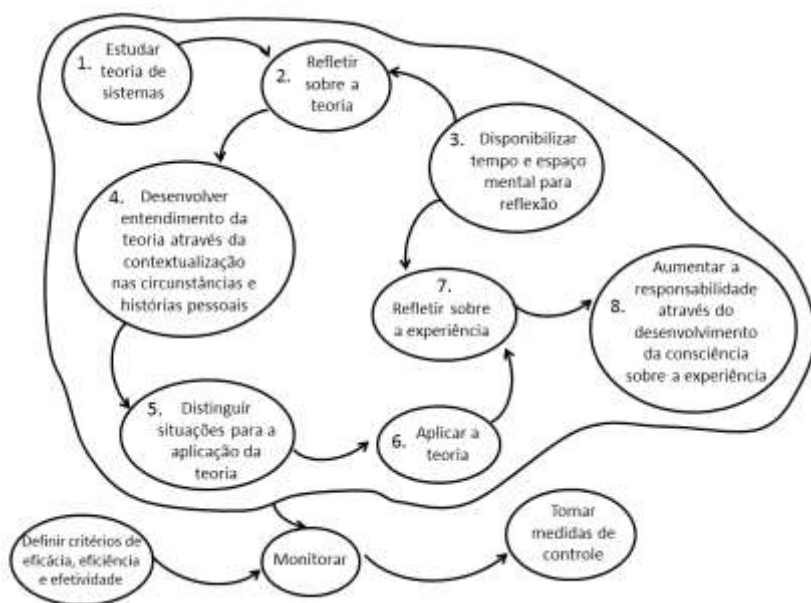 1. Estudar
teoria de
sistemas
2. Refletir
sobre a
teoria
3. Disponibilizar
tempo e espaço
mental para
reflexão
4. Desenvolver
entendimento da
teoria através da
contextualização
nas circunstâncias e
histórias pessoais
5. Distinguir
situações para a
aplicação da
teoria
6. Aplicar a
teoria
7.
Refletir sobre
a experiência
8. Aumentar a
responsabilidade
através do
desenvolvimento
da consciência
sobre a experiência
Definir critérios de
eficácia, eficiência
e efetividade
Monitorar
Tomar
medidas de
controle